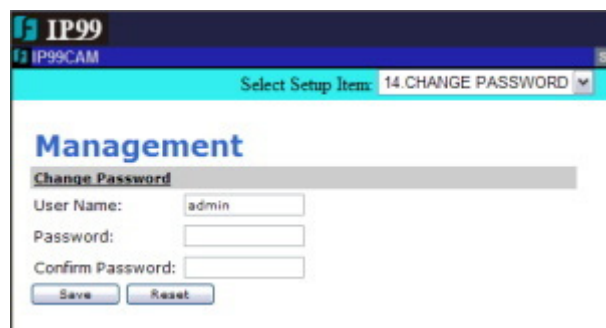 IP99
IP99CAM
Select Setup Item: 14.CHANGE PASSWORD
Management
Change Password
User Name: admin
Password:
Confirm Password:
Save Reset